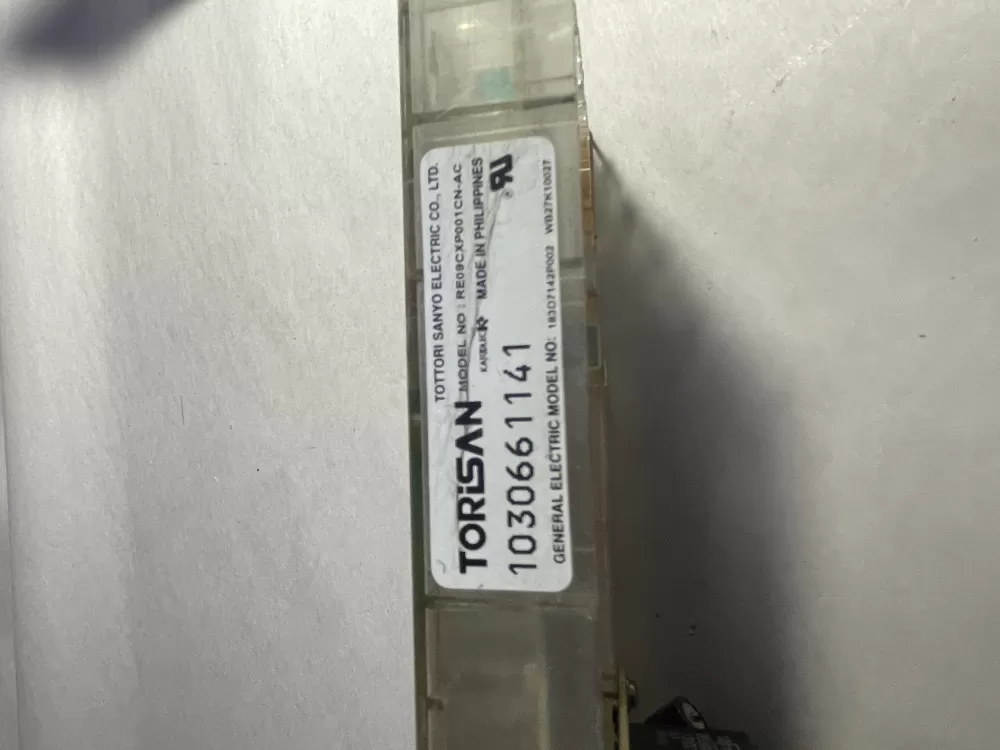 TOTTORI SANYO ELECTRIC CO., LTD.
TORiSAN MODEL NO : RE09CXP001CN-AC
MADE IN PHILIPPINES
1030661141
GENERAL ELECTRIC MODEL NO: 183D7142P002 WB27K10027